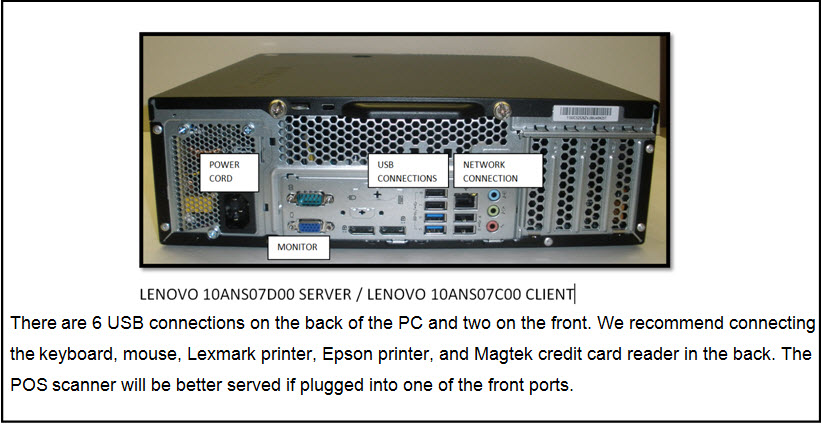 POWER
CORD
USB
CONNECTIONS
NETWORK
CONNECTION
MONITOR
LENOVO 10ANS07D00 SERVER / LENOVO 10ANS07C00 CLIENT
There are 6 USB connections on the back of the PC and two on the front. We recommend connecting
the keyboard, mouse, Lexmark printer, Epson printer, and Magtek credit card reader in the back. The
POS scanner will be better served if plugged into one of the front ports.